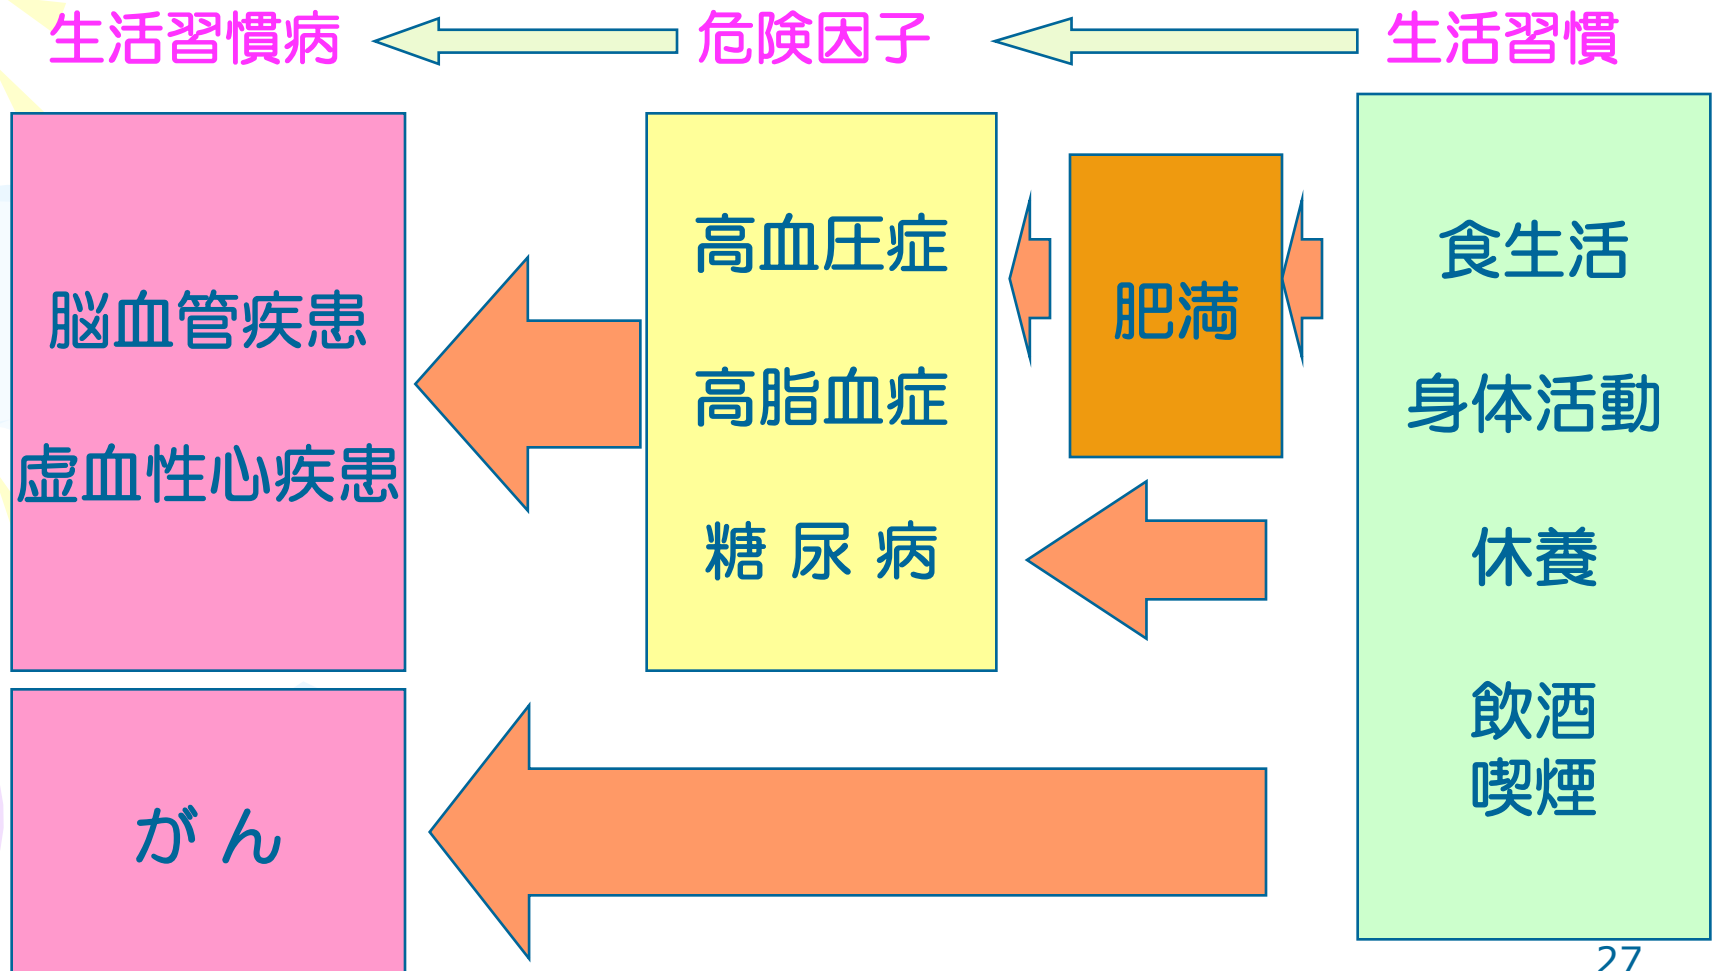 生活習慣病
危険因子
生活習慣
脳血管疾患
虚血性心疾患
高血圧症
高脂血症
糖 尿 病
肥満
食生活
身体活動
休養
飲酒
喫煙
が ん
27